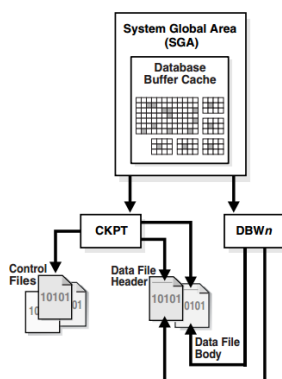 System Global Area
(SGA)
Database
Buffer Cache
CKPT
DBWn
Control
Files
Data File
Header
10101
10101
0101
Data File
Body